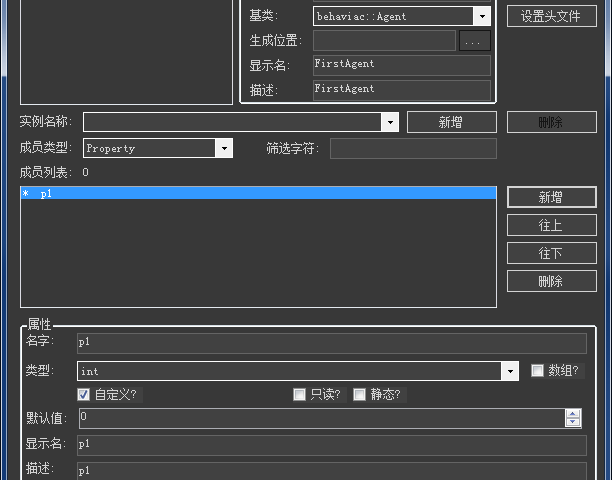 基类: behaviac::Agent 设置头文件
生成位置: ...
显示名: FirstAgent
描述: FirstAgent
实例名称: 新增 删除
成员类型: Property 筛选字符:
成员列表: 0
* p1 新增
往上
往下
删除
属性
名字: p1
类型: int 数组?
自定义? 只读? 静态?
默认值: 0
显示名: p1
描述: p1